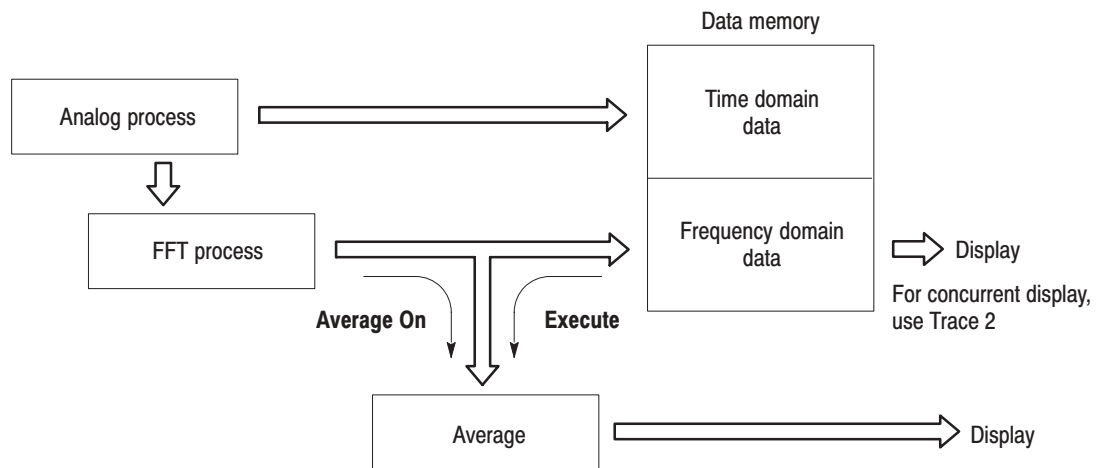 Data memory
Analog process
Time domain
data
FFT process
Frequency domain
data
Display
For concurrent display,
use Trace 2
Average On
Execute
Average
Display